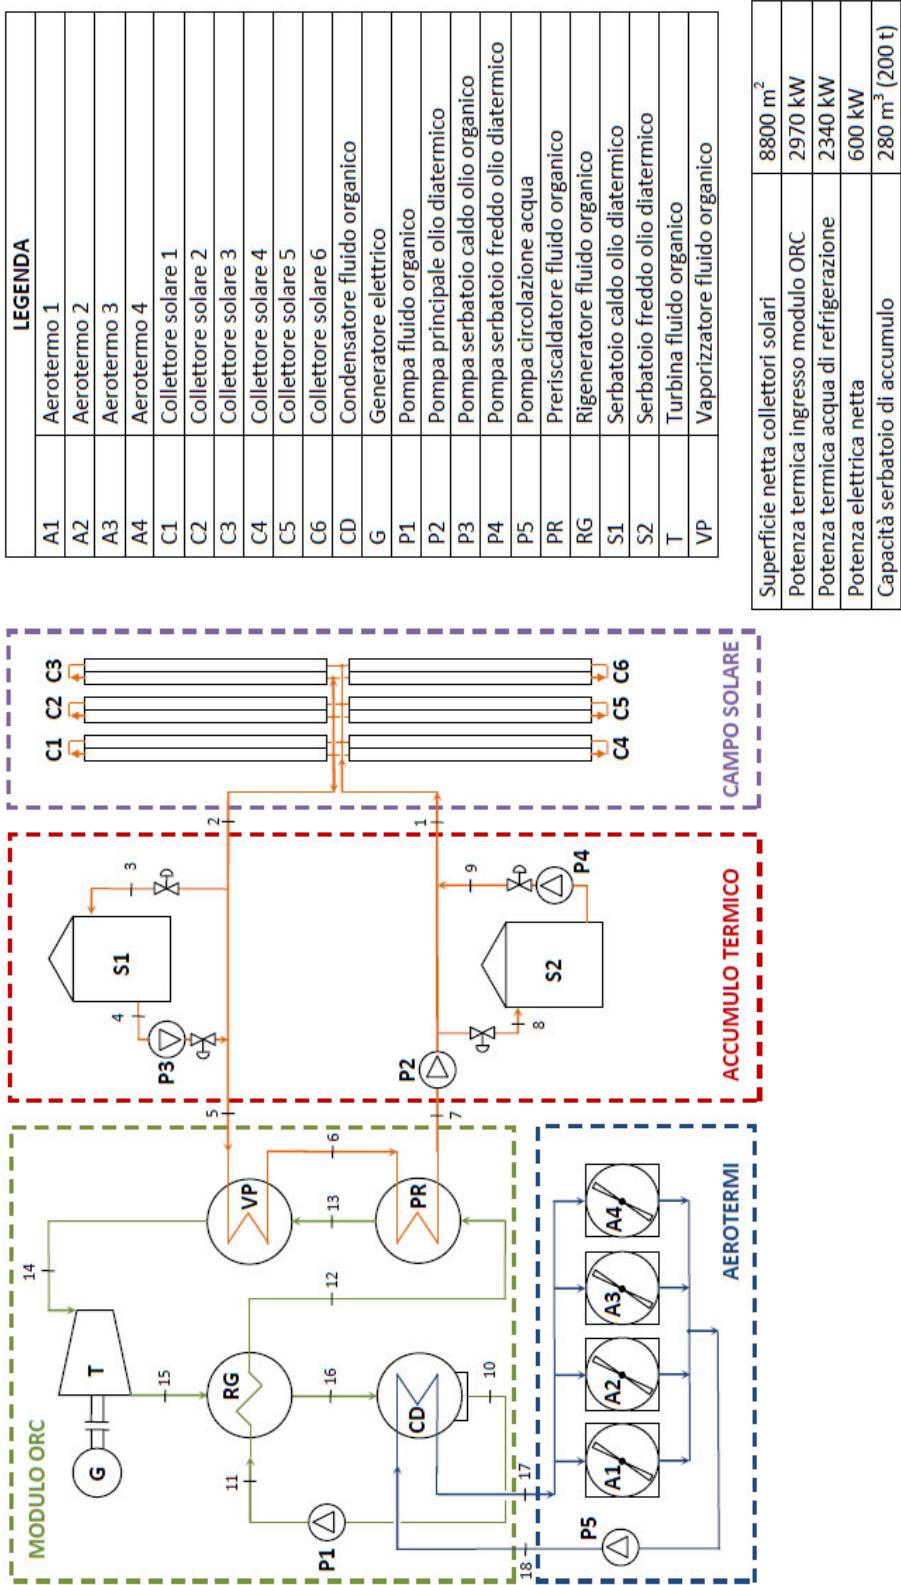 MODULO ORC
G
T
14
15
RG
11
12
16
CD
10
P1
VP
13
6
PR
5
7
17
18
P5
A1
A2
A3
A4
AEROTERMI
P3
4
S1
3
P2
8
S2
9
P4
ACCUMULO TERMICO
2
1
C1
C2
C3
C4
C5
C6
CAMPO SOLARE
LEGENDA
A1 Aerotermo 1
A2 Aerotermo 2
A3 Aerotermo 3
A4 Aerotermo 4
C1 Collettore solare 1
C2 Collettore solare 2
C3 Collettore solare 3
C4 Collettore solare 4
C5 Collettore solare 5
C6 Collettore solare 6
CD Condensatore fluido organico
G Generatore elettrico
P1 Pompa fluido organico
P2 Pompa principale olio diatermico
P3 Pompa serbatoio caldo olio organico
P4 Pompa serbatoio freddo olio diatermico
P5 Pompa circolazione acqua
PR Preriscaldatore fluido organico
RG Rigeneratore fluido organico
S1 Serbatoio caldo olio diatermico
S2 Serbatoio freddo olio diatermico
T Turbina fluido organico
VP Vaporizzatore fluido organico
Superficie netta collettori solari 8800 m²
Potenza termica ingresso modulo ORC 2970 kW
Potenza termica acqua di refrigerazione 2340 kW
Potenza elettrica netta 600 kW
Capacità serbatoio di accumulo 280 m³ (200 t)